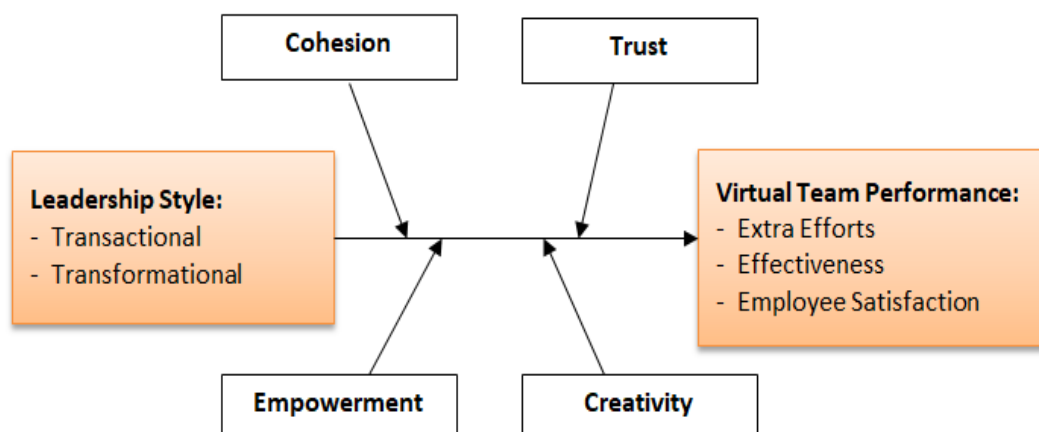 Cohesion
Trust
Leadership Style:
- Transactional
- Transformational
Virtual Team Performance:
- Extra Efforts
- Effectiveness
- Employee Satisfaction
Empowerment
Creativity